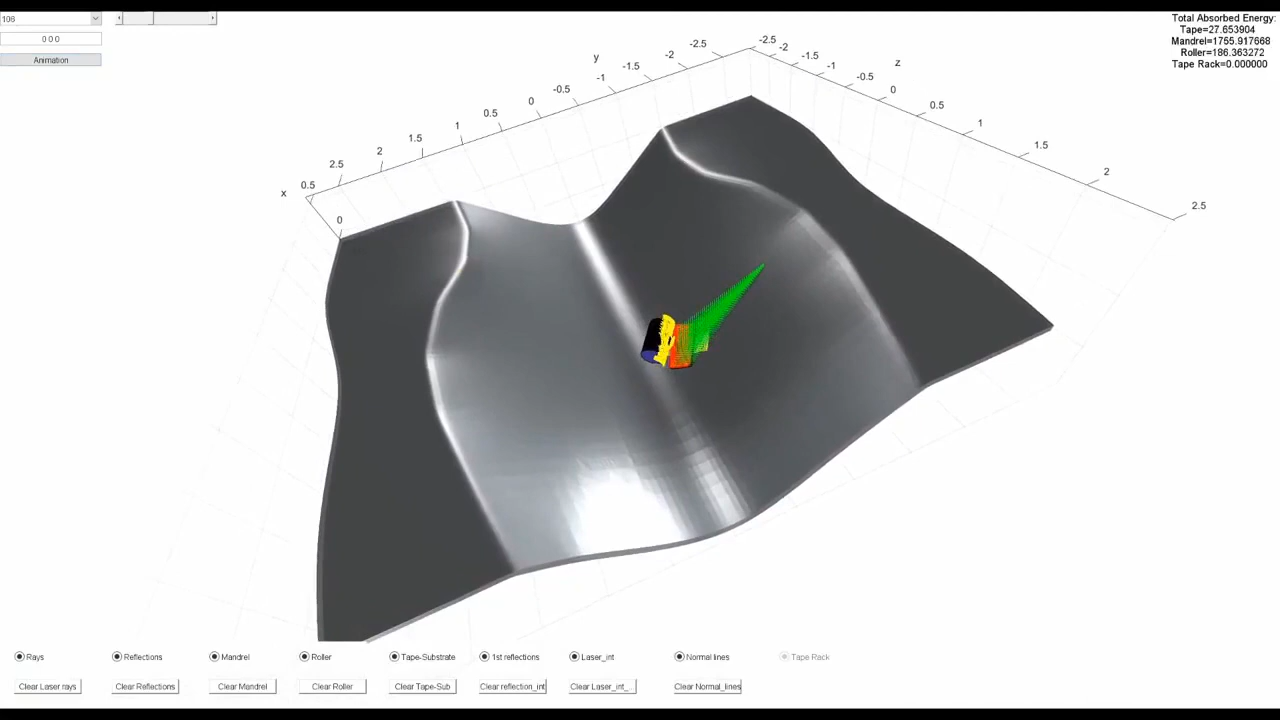 106
0 0 0
Animation
Total Absorbed Energy:
Tape=27.653904
Mandrel=1765.917668
Roller=186.363272
Tape Rack=0.000000
x
0.5
0
y
2.5
2
1.5
1
0.5
0
-0.5
-1
-1.5
-2
-2.5
z
-2.5
-2
-1.5
-1
-0.5
0
0.5
1
1.5
2
2.5
Rays Reflections Mandrel Roller Tape-Substrate 1st reflections Laser_int Normal lines Tape Rack
Clear Laser rays Clear Reflections Clear Mandrel Clear Roller Clear Tape-Sub Clear reflection_int Clear Laser_int_... Clear Normal_lines